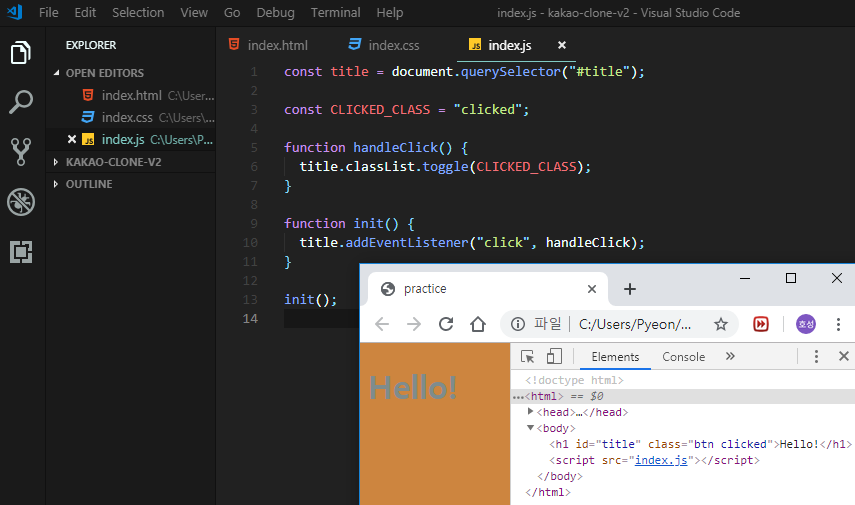 File Edit Selection View Go Debug Terminal Help index.js - kakao-clone-v2 - Visual Studio Code
EXPLORER
OPEN EDITORS
index.html C:\User...
index.css C:\Users\...
index.js C:\Users\P...
KAKAO-CLONE-V2
OUTLINE
index.html index.css JS index.js
1 const title = document.querySelector("#title");
2
3 const CLICKED_CLASS = "clicked";
4
5 function handleClick() {
6 title.classList.toggle(CLICKED_CLASS);
7 }
8
9 function init() {
10 title.addEventListener("click", handleClick);
11 }
12
13 init();
14
practice
파일 C:/Users/Pyeon/... 호성
Hello!
Elements Console
<!doctype html>
...<html> == $0
<head>…</head>
<body>
<h1 id="title" class="btn clicked">Hello!</h1>
<script src="index.js"></script>
</body>
</html>